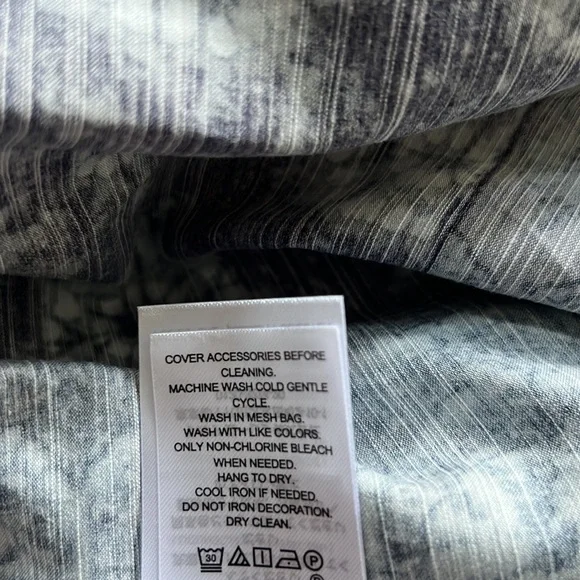 COVER ACCESSORIES BEFORE
CLEANING.
MACHINE WASH COLD GENTLE
CYCLE.
WASH IN MESH BAG.
WASH WITH LIKE COLORS.
ONLY NON-CHLORINE BLEACH
WHEN NEEDED.
HANG TO DRY.
COOL IRON IF NEEDED.
DO NOT IRON DECORATION.
DRY CLEAN.
30 P
P